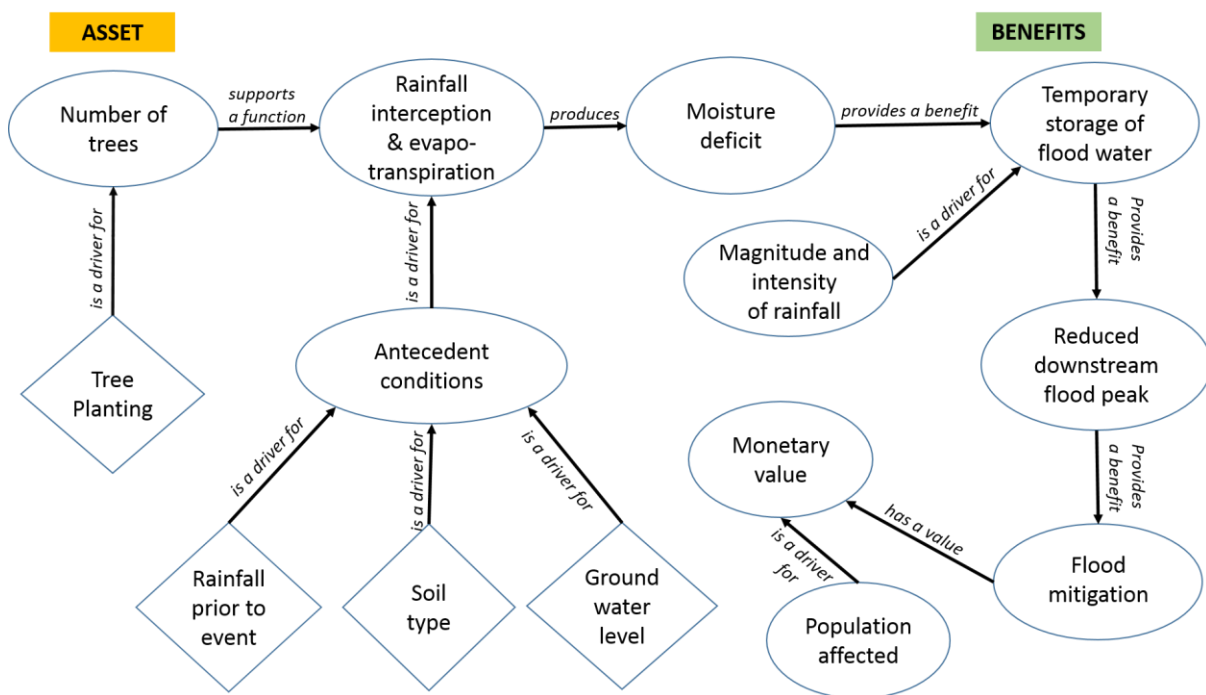 ASSET
BENEFITS
Number of
trees
supports
a function
Rainfall
interception
& evapo-
transpiration
produces
Moisture
deficit
provides a benefit
Temporary
storage of
flood water
is a driver for
is a driver for
is a driver for
Magnitude and
intensity
of rainfall
Provides
a benefit
Tree
Planting
Antecedent
conditions
Reduced
downstream
flood peak
is a driver for
is a driver for
is a driver for
Monetary
value
Provides
a benefit
has a value
is a driver
for
Rainfall
prior to
event
Soil
type
Ground
water
level
Population
affected
Flood
mitigation